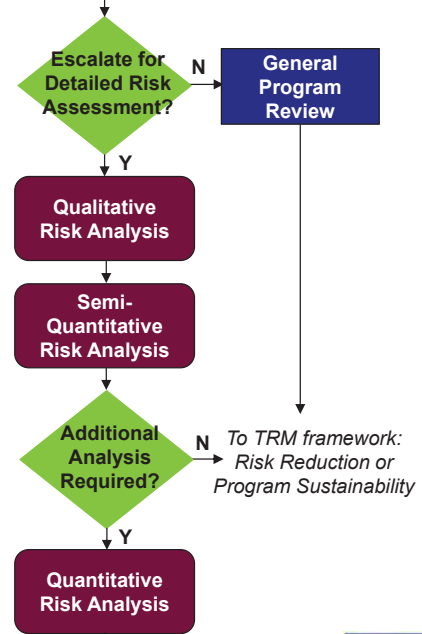 Escalate for
Detailed Risk
Assessment?
N
General
Program
Review
Y
Qualitative
Risk Analysis
Semi-
Quantitative
Risk Analysis
Additional
Analysis
Required?
N
To TRM framework:
Risk Reduction or
Program Sustainability
Y
Quantitative
Risk Analysis